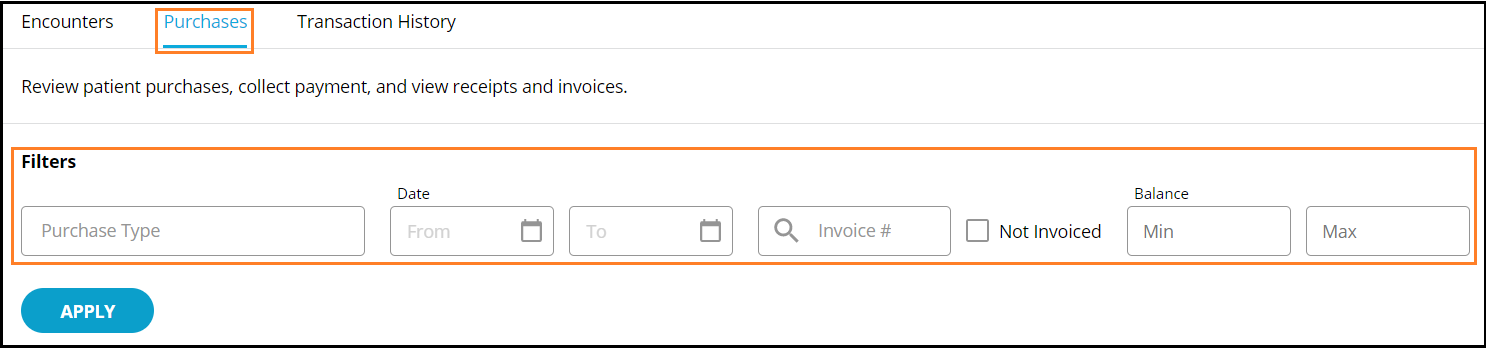 Encounters Purchases Transaction History
Review patient purchases, collect payment, and view receipts and invoices.
Filters
Date Balance
Purchase Type From To Invoice # Not Invoiced Min Max
APPLY